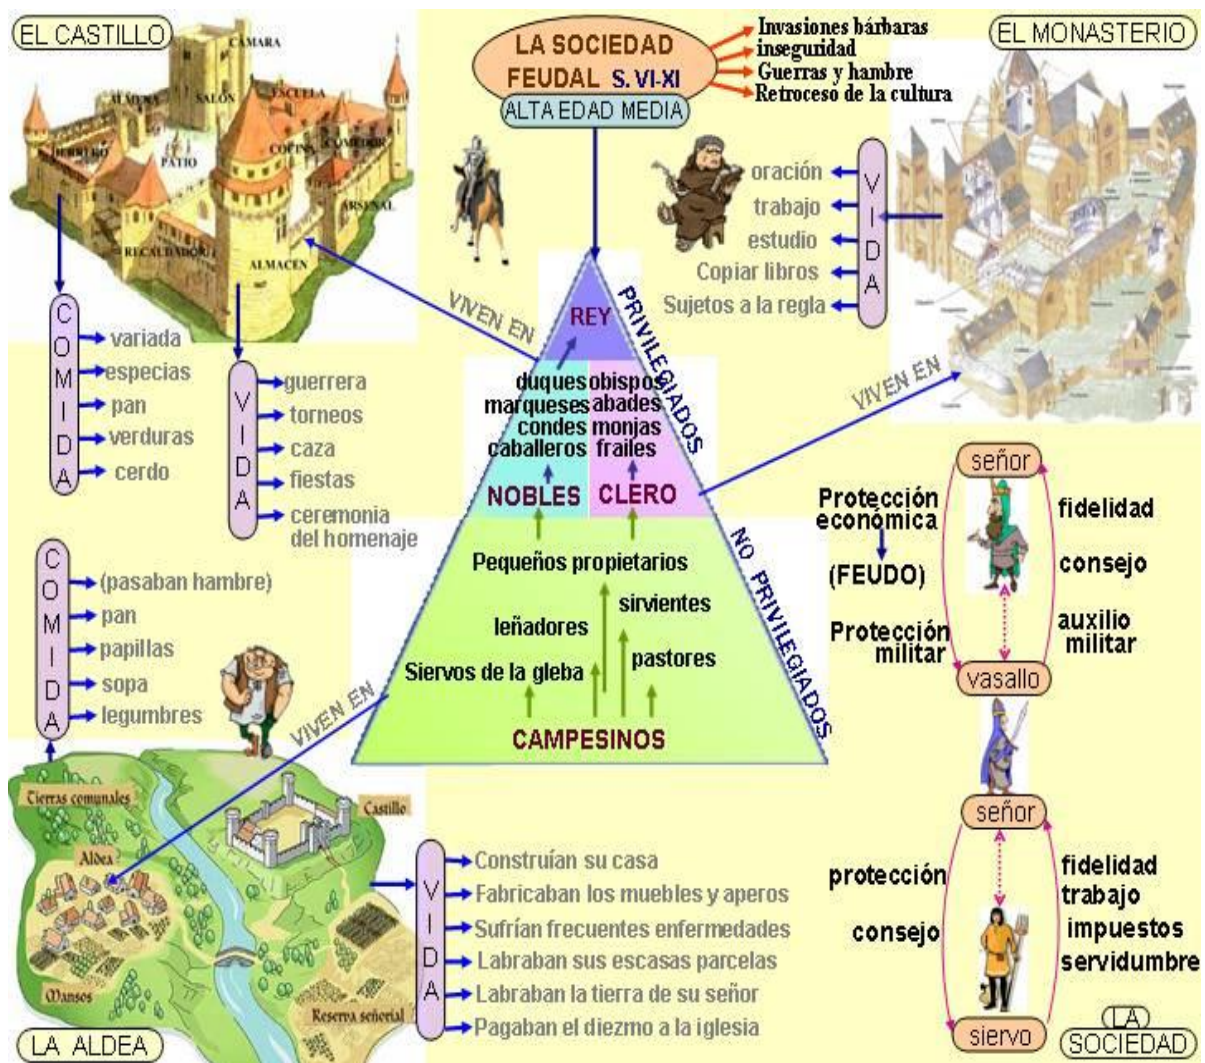 EL CASTILLO
LA SOCIEDAD
FEUDAL S. VI-XI
ALTA EDAD MEDIA
Invasiones bárbaras
inseguridad
Guerras y hambre
Retroceso de la cultura
EL MONASTERIO
CÁMARA
ALMENA
SALÓN
ESCUELA
HERRERO
PATIO
COCINA
COMEDOR
ARSENAL
RECAUDADOR
ALMACEN
VIDA
oración
trabajo
estudio
Copiar libros
Sujetos a la regla
COMIDA
variada
especias
pan
verduras
cerdo
VIDA
guerrera
torneos
caza
fiestas
ceremonia
del homenaje
VIVEN EN
VIVEN EN
REY
PRIVILEGIADOS
duques obispos
marqueses abades
condes monjas
caballeros frailes
NOBLES CLERO
NO PRIVILEGIADOS
Pequeños propietarios
sirvientes
leñadores
pastores
Siervos de la gleba
CAMPESINOS
VIVEN EN
COMIDA
(pasaban hambre)
pan
papillas
sopa
legumbres
Tierras comunales
Castillo
Aldea
Mansos
Reserva señorial
LA ALDEA
VIDA
Construían su casa
Fabricaban los muebles y aperos
Sufrían frecuentes enfermedades
Labraban sus escasas parcelas
Labraban la tierra de su señor
Pagaban el diezmo a la iglesia
señor
Protección
económica
(FEUDO)
Protección
militar
fidelidad
consejo
auxilio
militar
vasallo
señor
protección
consejo
fidelidad
trabajo
impuestos
servidumbre
siervo
LA
SOCIEDAD